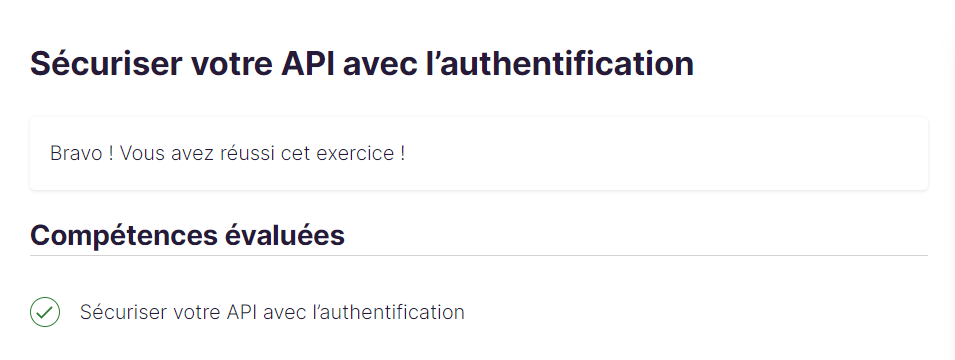 Sécuriser votre API avec l’authentification
Bravo ! Vous avez réussi cet exercice !
Compétences évaluées
Sécuriser votre API avec l’authentification